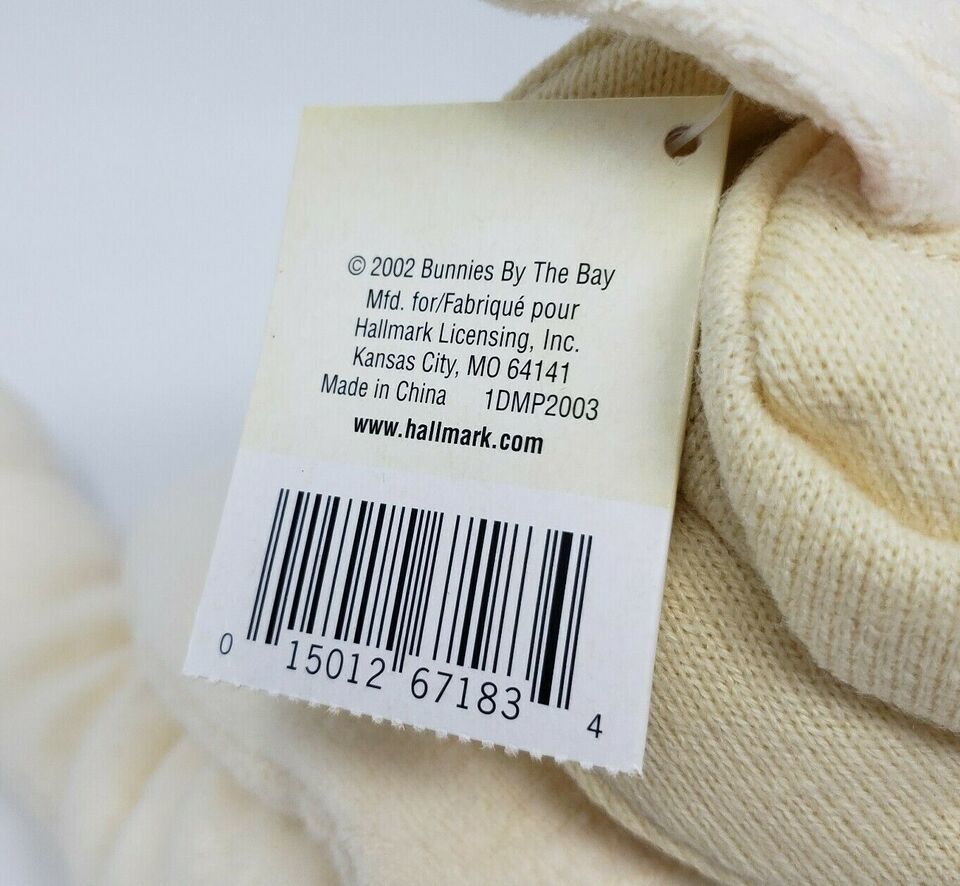 © 2002 Bunnies By The Bay
Mfd. for/Fabriqué pour
Hallmark Licensing, Inc.
Kansas City, MO 64141
Made in China 1DMP2003
www.hallmark.com
0 15012 67183 4